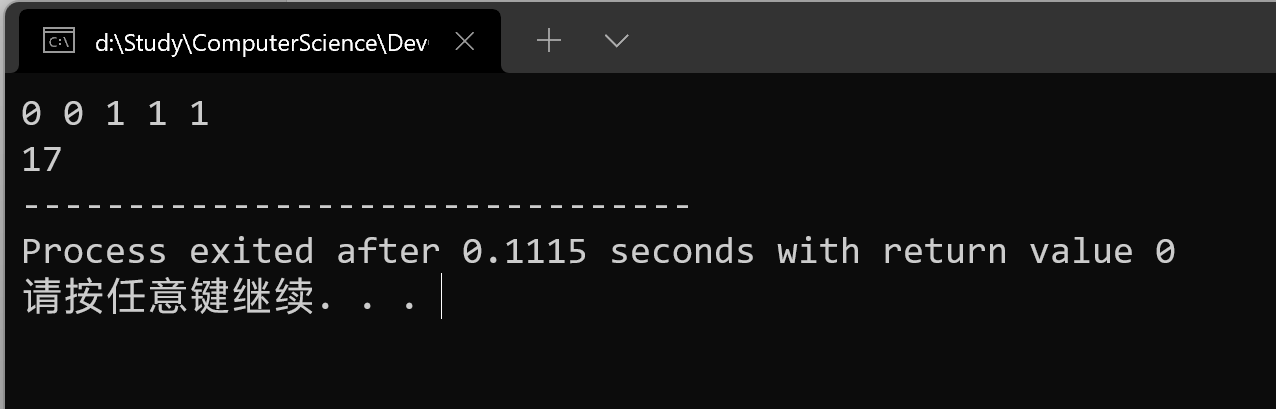 d:\Study\ComputerScience\Dev
0 0 1 1 1
17
--------------------------------
Process exited after 0.1115 seconds with return value 0
请按任意键继续. . .